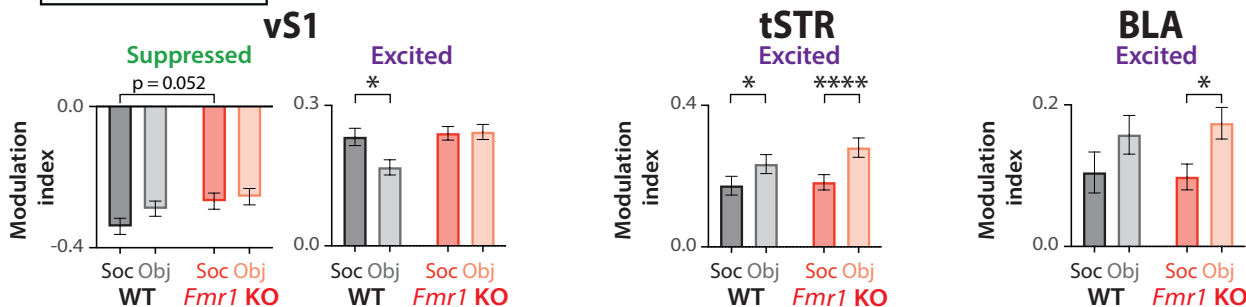 vS1
tSTR
BLA
Suppressed
Excited
Excited
Excited
p = 0.052
*
*
****
*
0.0
-0.4
Modulation
index
0.3
0.0
0.4
0.0
Modulation
index
0.2
0.0
Modulation
index
Soc Obj Soc Obj
WT Fmr1 KO
Soc Obj Soc Obj
WT Fmr1 KO
Soc Obj Soc Obj
WT Fmr1 KO
Soc Obj Soc Obj
WT Fmr1 KO